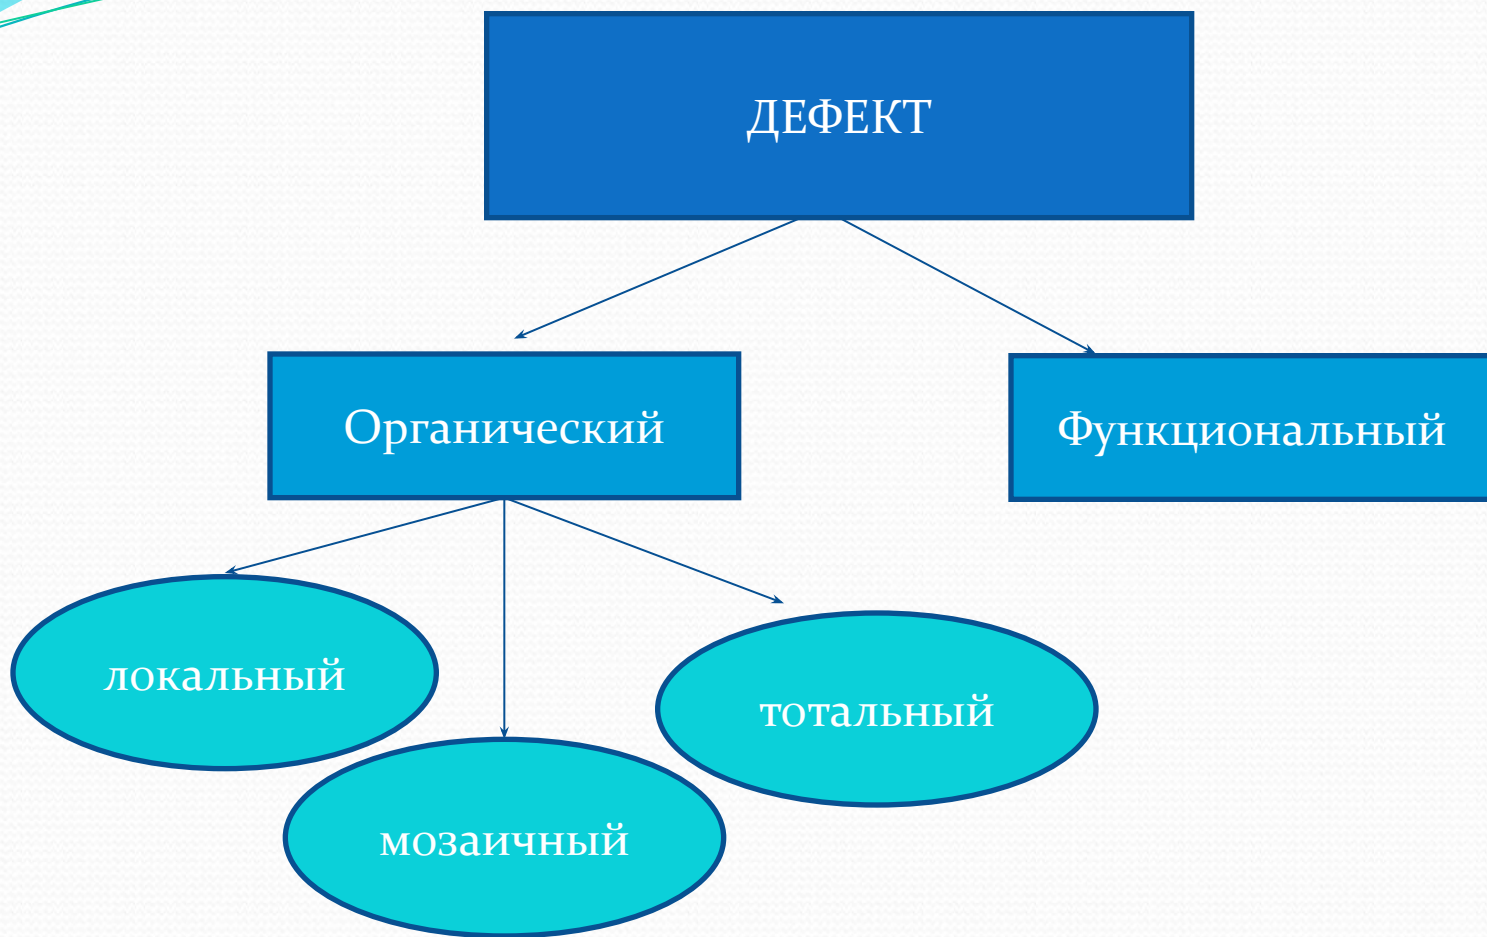 ДЕФЕКТ
Органический
Функциональный
локальный
тотальный
мозаичный